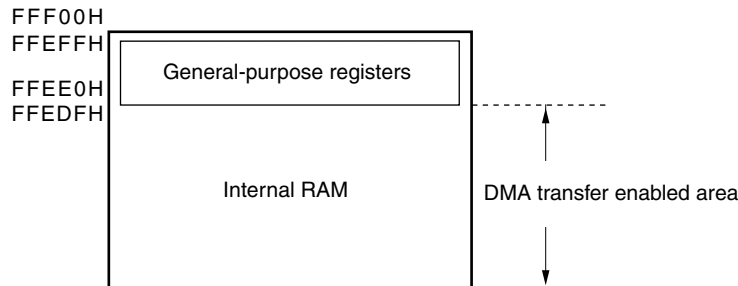 FFF00H
FFEFFH
General-purpose registers
FFEE0H
FFEDFH
Internal RAM
DMA transfer enabled area